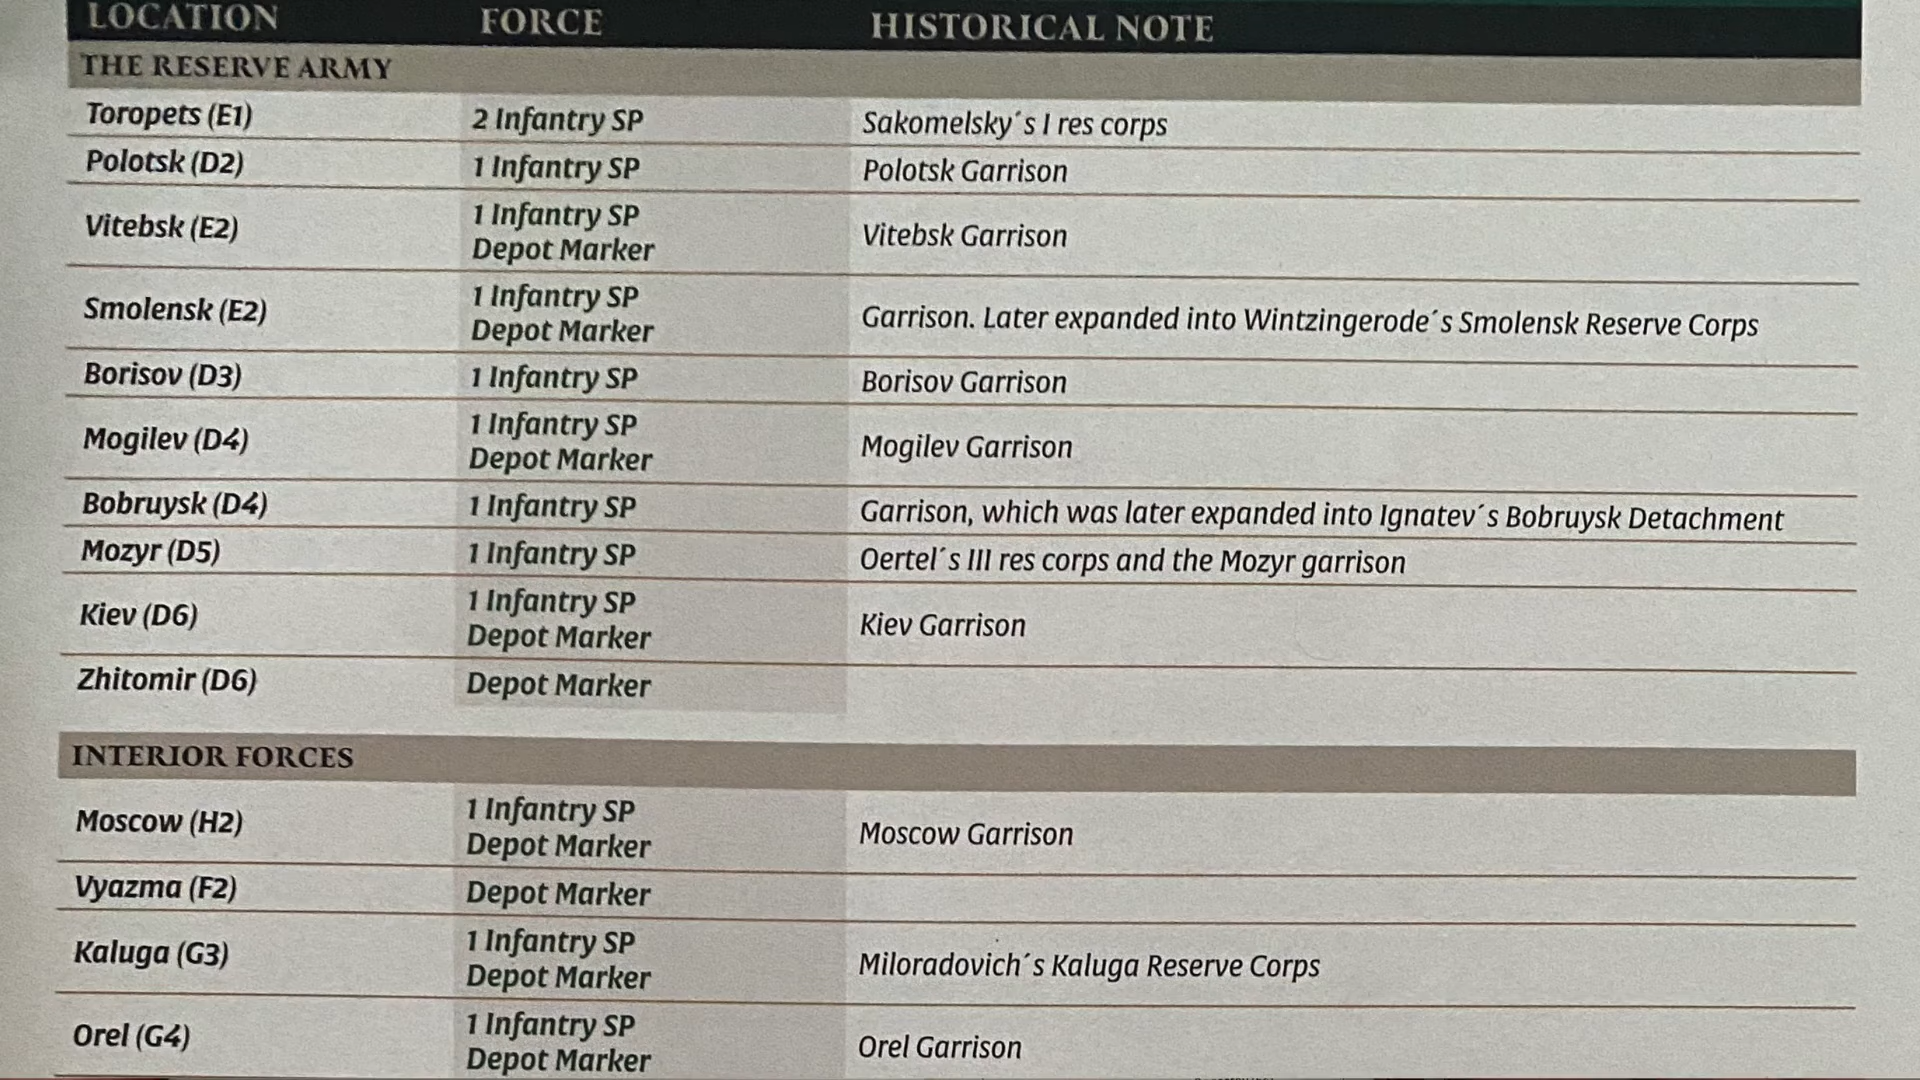 LOCATION FORCE HISTORICAL NOTE
THE RESERVE ARMY
Toropets (E1) 2 Infantry SP Sakomelsky´s I res corps
Polotsk (D2) 1 Infantry SP Polotsk Garrison
Vitebsk (E2) 1 Infantry SP
Depot Marker Vitebsk Garrison
Smolensk (E2) 1 Infantry SP
Depot Marker Garrison. Later expanded into Wintzingerode´s Smolensk Reserve Corps
Borisov (D3) 1 Infantry SP Borisov Garrison
Mogilev (D4) 1 Infantry SP
Depot Marker Mogilev Garrison
Bobruysk (D4) 1 Infantry SP Garrison, which was later expanded into Ignatev´s Bobruysk Detachment
Mozyr (D5) 1 Infantry SP Oertel´s III res corps and the Mozyr garrison
Kiev (D6) 1 Infantry SP
Depot Marker Kiev Garrison
Zhitomir (D6) Depot Marker
INTERIOR FORCES
Moscow (H2) 1 Infantry SP
Depot Marker Moscow Garrison
Vyazma (F2) Depot Marker
Kaluga (G3) 1 Infantry SP
Depot Marker Miloradovich´s Kaluga Reserve Corps
Orel (G4) 1 Infantry SP
Depot Marker Orel Garrison